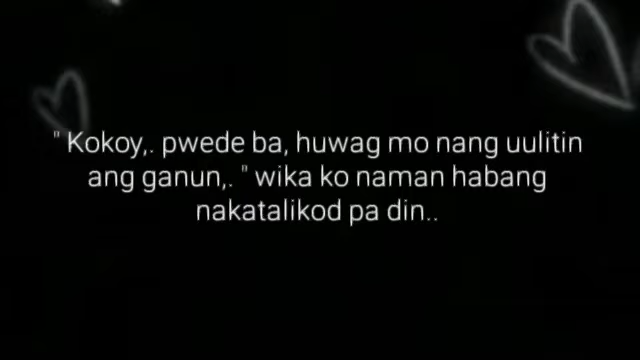 " Kokoy,. pwede ba, huwag mo nang uulitin
ang ganun,. " wika ko naman habang
nakatalikod pa din..